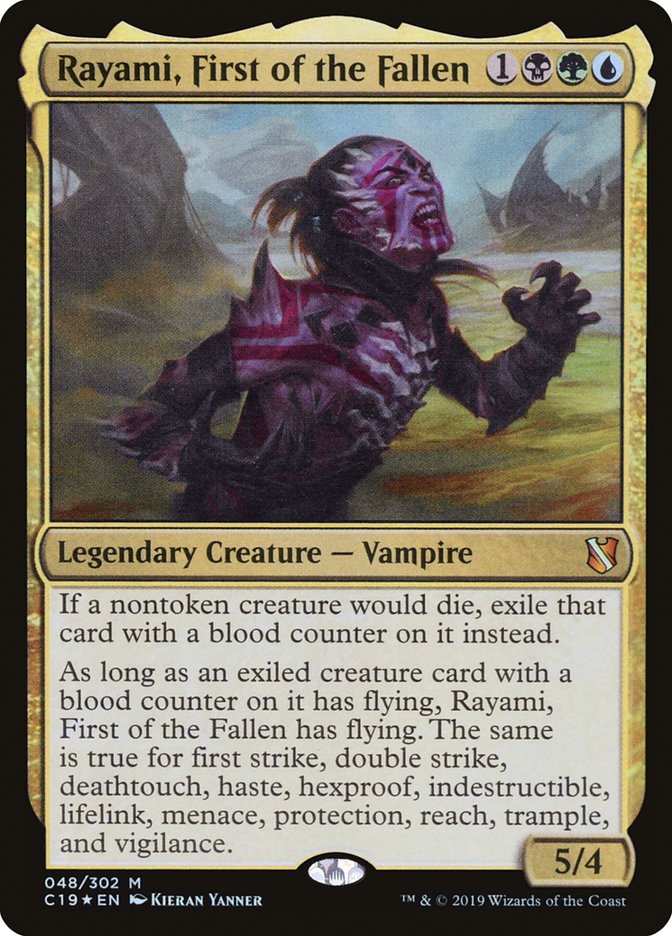 Rayami, First of the Fallen 1
Legendary Creature — Vampire
If a nontoken creature would die, exile that
card with a blood counter on it instead.
As long as an exiled creature card with a
blood counter on it has flying, Rayami,
First of the Fallen has flying. The same
is true for first strike, double strike,
deathtouch, haste, hexproof, indestructible,
lifelink, menace, protection, reach, trample,
and vigilance.
5/4
048/302 M
C19★EN Kieran Yanner
™ & © 2019 Wizards of the Coast